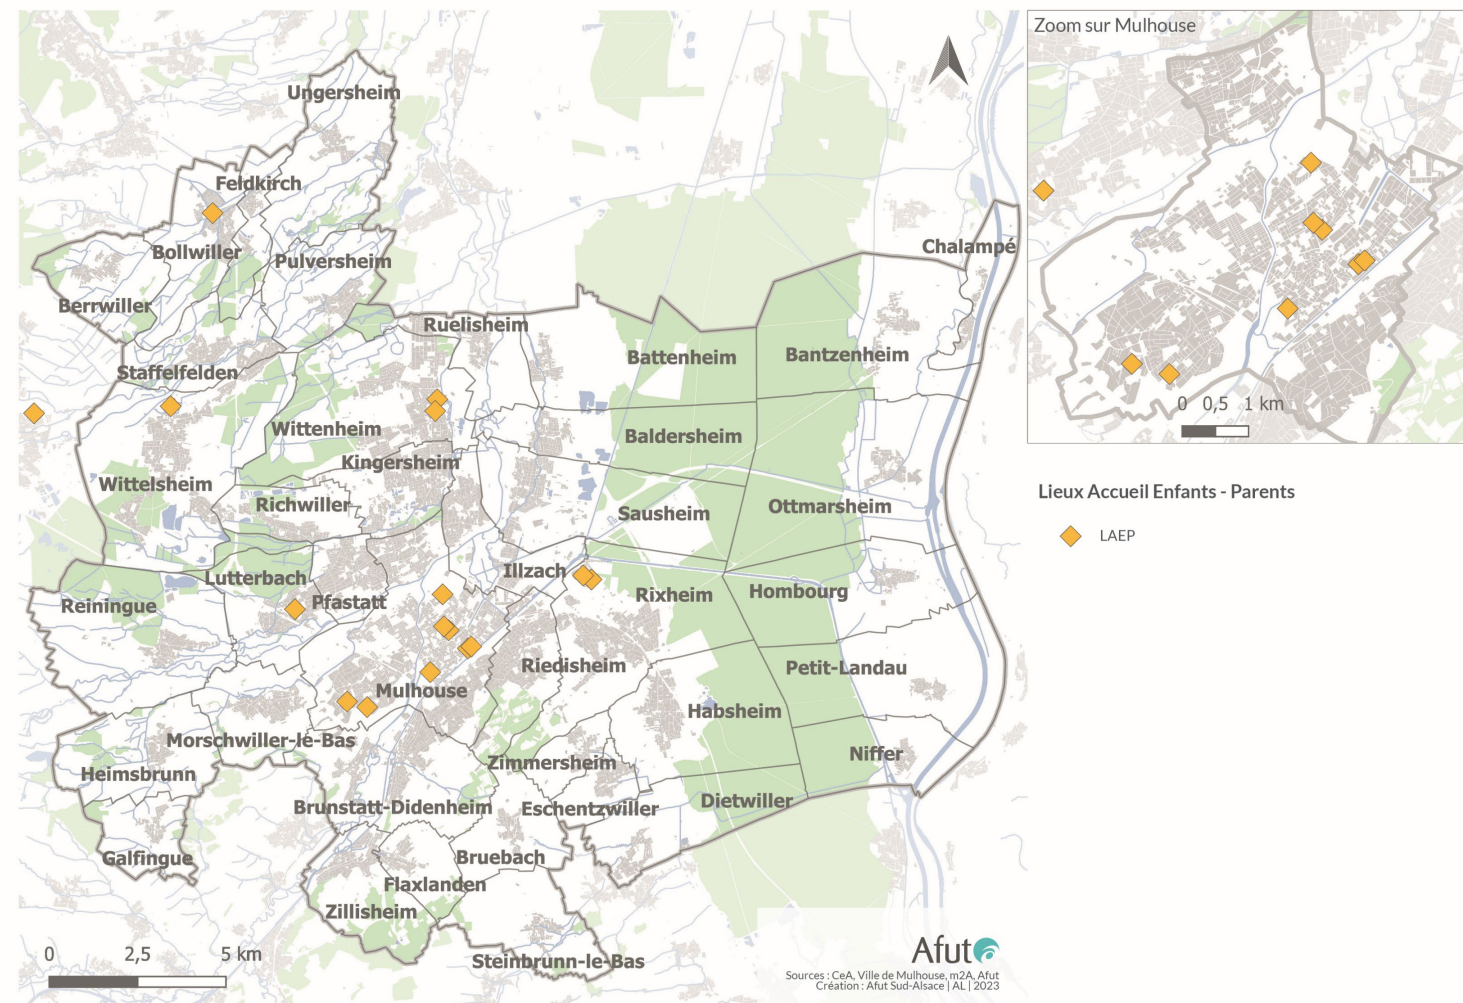 Zoom sur Mulhouse
Ungersheim
Feldkirch
Bollwiller
Pulversheim
Chalampé
Berrwiller
Ruelisheim
Battenheim
Bantzenheim
Staffelfelden
0 0,5 1 km
Wittenheim
Baldersheim
Kingersheim
Wittelsheim
Richwiller
Sausheim
Ottmarsheim
Lieux Accueil Enfants - Parents
LAEP
Illzach
Lutterbach
Reiningue
Pfastatt
Rixheim
Hombourg
Riedisheim
Petit-Landau
Mulhouse
Habsheim
Morschwiller-le-Bas
Niffer
Zimmersheim
Heimsbrunn
Brunstatt-Didenheim
Eschentzwiller
Dietwiller
Galfingue
Bruebach
Flaxlanden
Zillisheim
0 2,5 5 km
Steinbrunn-le-Bas
Afut
Sources : CeA, Ville de Mulhouse, m2A, Afut
Création : Afut Sud-Alsace | AL | 2023